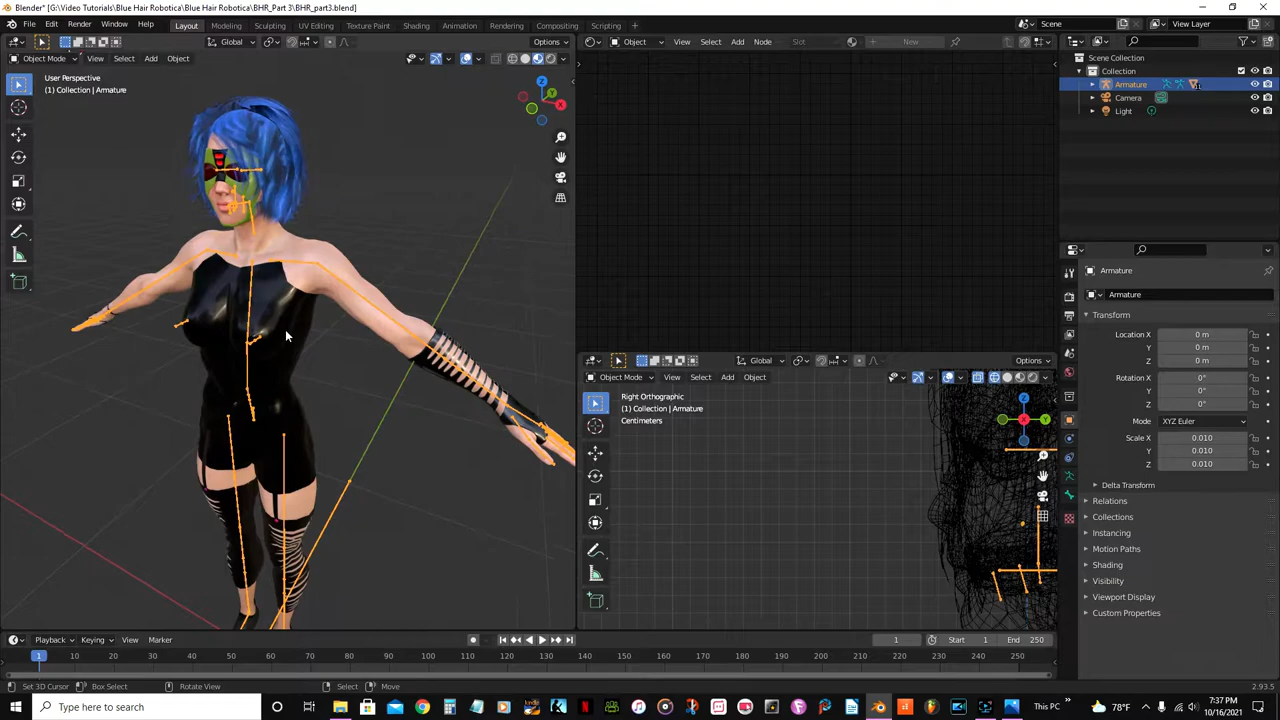 Blender* [G:\Video Tutorials\Blue Hair Robotica\Blue Hair Robotica\BHR_Part 3\BHR_part3.blend]
File Edit Render Window Help Layout Modeling Sculpting UV Editing Texture Paint Shading Animation Rendering Compositing Scripting Scene View Layer
Global Options
Object Mode View Select Add Object
User Perspective
(1) Collection | Armature
Z
Y
X
Object View Select Add Node Slot New
Global Options
Object Mode View Select Add Object
Right Orthographic
(1) Collection | Armature
Centimeters
Z
X
Y
Scene Collection
Collection
Armature
Camera
Light
Armature
Armature
Transform
Location X 0 m
Y 0 m
Z 0 m
Rotation X 0°
Y 0°
Z 0°
Mode XYZ Euler
Scale X 0.010
Y 0.010
Z 0.010
Delta Transform
Relations
Collections
Instancing
Motion Paths
Shading
Visibility
Viewport Display
Custom Properties
Playback Keying View Marker 1 Start 1 End 250
1 10 20 30 40 50 60 70 80 90 100 110 120 130 140 150 160 170 180 190 200 210 220 230 240 250
Set 3D Cursor Box Select Rotate View Select Move 2.93.5
Type here to search This PC 78°F 7:37 PM
10/16/2021